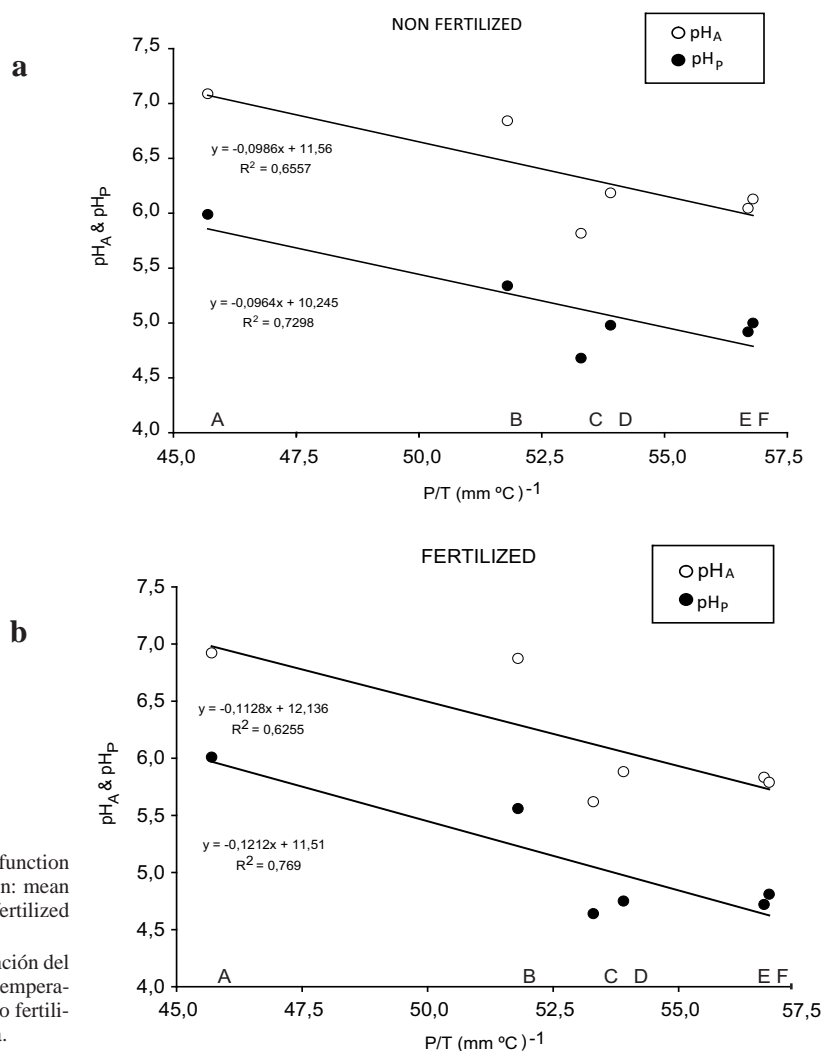 a
NON FERTILIZED
pHA
pHP
7,5
7,0
6,5
6,0
5,5
5,0
4,5
4,0
pHA & pHP
y = -0,0986x + 11,56
R2 = 0,6557
y = -0,0964x + 10,245
R2 = 0,7298
A B C D E F
45,0 47,5 50,0 52,5 55,0 57,5
P/T (mm ºC)-1
b
FERTILIZED
pHA
pHP
7,5
7,0
6,5
6,0
5,5
5,0
4,5
4,0
pHA & pHP
y = -0,1128x + 12,136
R2 = 0,6255
y = -0,1212x + 11,51
R2 = 0,769
A B C D E F
45,0 50,0 52,5 55,0 57,5
P/T (mm ºC)-1
function
n: mean
fertilized
nción del
tempera-
o fertili-